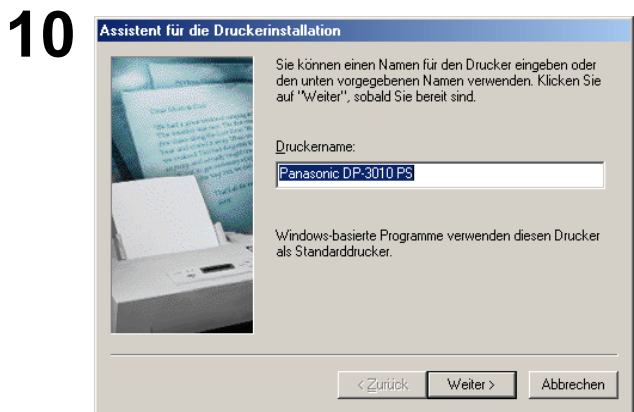 10
Assistent für die Druckerinstallation
Sie können einen Namen für den Drucker eingeben oder
den unten vorgegebenen Namen verwenden. Klicken Sie
auf "Weiter", sobald Sie bereit sind.
Druckername:
Panasonic DP-3010 PS
Windows-basierte Programme verwenden diesen Drucker
als Standarddrucker.
< Zurück
Weiter >
Abbrechen